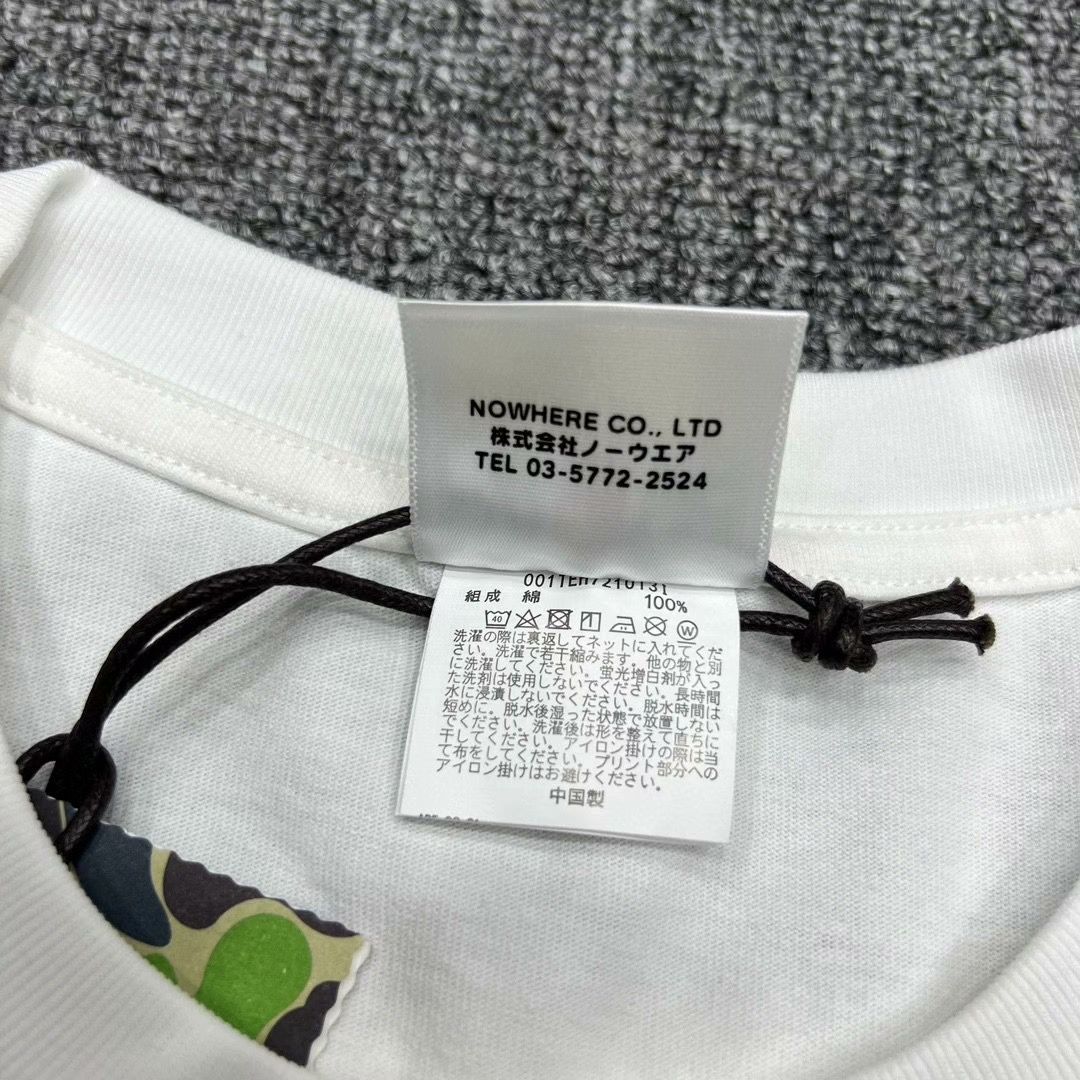 NOWHERE CO., LTD
株式会社ノーウエア
TEL 03-5772-2524
組成 綿 100%
40
W
洗濯の際は裏返してネットに入れてくだ
さい。洗濯で若干縮みます。他の物と別
に洗濯してください。蛍光増白剤が入っ
た洗剤は使用しないでください。長時間
水に浸漬しないでください。脱水時間は
短めに。脱水後湿った状態で放置しない
でください。洗濯後は形を整えて直ちに
干してください。アイロン掛けの際は当
て布をしてください。プリント部分への
アイロン掛けはお避けください。
中国製